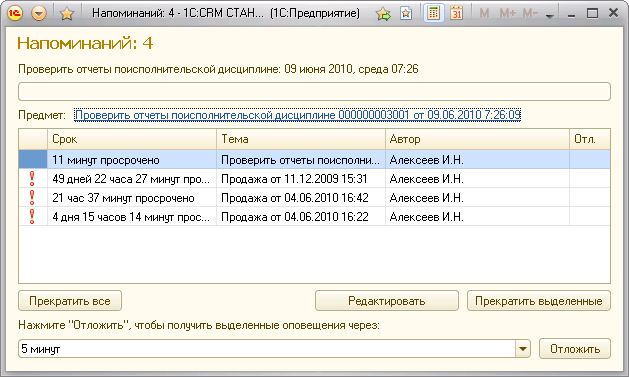 Напоминаний: 4 - 1С:CRM СТАН... (1С:Предприятие)
M M+ M-
Напоминаний: 4
Проверить отчеты поисполнительской дисциплине: 09 июня 2010, среда 07:26
Предмет: Проверить отчеты поисполнительской дисциплине 000000003001 от 09.06.2010 7:26:09
Срок Тема Автор Отл.
11 минут просрочено Проверить отчеты поисполни... Алексеев И.Н.
49 дней 22 часа 27 минут про... Продажа от 11.12.2009 15:31 Алексеев И.Н.
21 час 37 минут просрочено Продажа от 04.06.2010 16:42 Алексеев И.Н.
4 дня 15 часов 14 минут прос... Продажа от 04.06.2010 16:22 Алексеев И.Н.
Прекратить все Редактировать Прекратить выделенные
Нажмите "Отложить", чтобы получить выделенные оповещения через:
5 минут Отложить